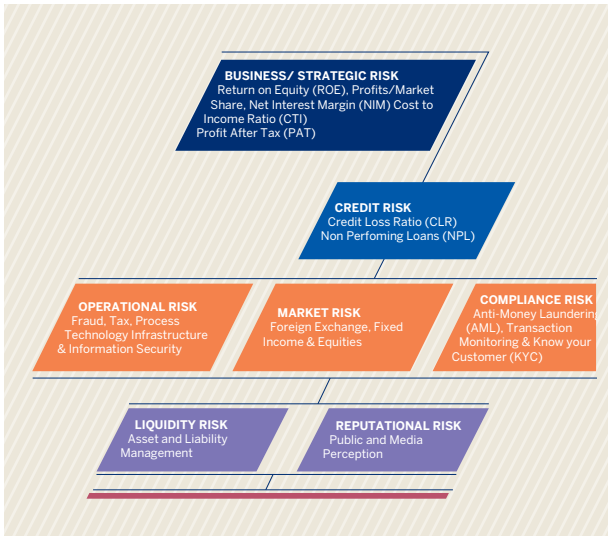 BUSINESS/ STRATEGIC RISK
Return on Equity (ROE), Profits/Market
Share, Net Interest Margin (NIM) Cost to
Income Ratio (CTI)
Profit After Tax (PAT)
CREDIT RISK
Credit Loss Ratio (CLR)
Non Perfoming Loans (NPL)
OPERATIONAL RISK
Fraud, Tax, Process
Technology Infrastructure
& Information Security
MARKET RISK
Foreign Exchange, Fixed
Income & Equities
COMPLIANCE RISK
Anti-Money Laundering
(AML), Transaction
Monitoring & Know your
Customer (KYC)
LIQUIDITY RISK
Asset and Liability
Management
REPUTATIONAL RISK
Public and Media
Perception